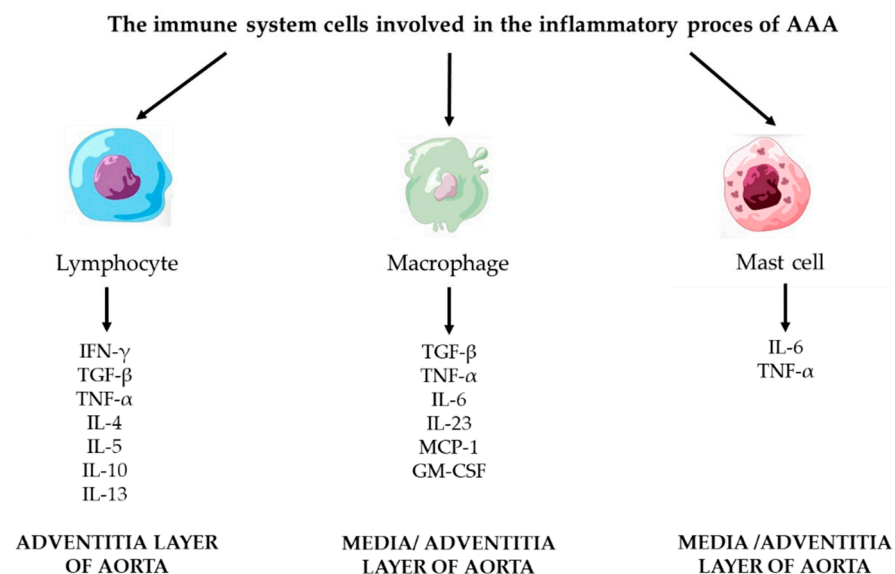 The immune system cells involved in the inflammatory proces of AAA
Lymphocyte
IFN-γ
TGF-β
TNF-α
IL-4
IL-5
IL-10
IL-13
ADVENTITIA LAYER
OF AORTA
Macrophage
TGF-β
TNF-α
IL-6
IL-23
MCP-1
GM-CSF
MEDIA/ ADVENTITIA
LAYER OF AORTA
Mast cell
IL-6
TNF-α
MEDIA /ADVENTITIA
LAYER OF AORTA